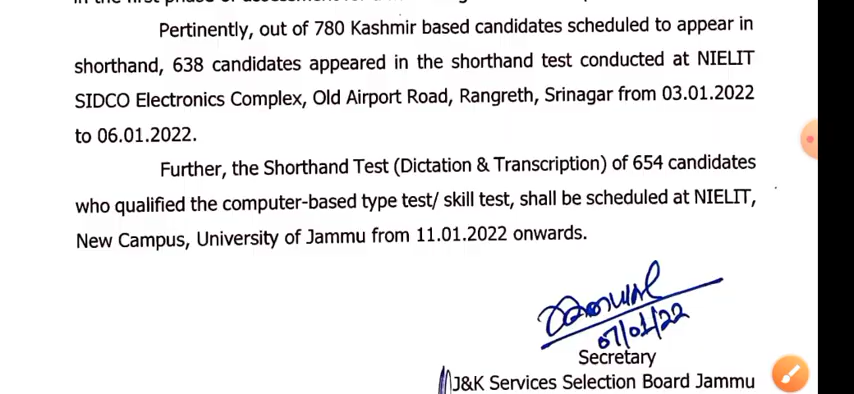 Pertinently, out of 780 Kashmir based candidates scheduled to appear in
shorthand, 638 candidates appeared in the shorthand test conducted at NIELIT
SIDCO Electronics Complex, Old Airport Road, Rangreth, Srinagar from 03.01.2022
to 06.01.2022.
Further, the Shorthand Test (Dictation & Transcription) of 654 candidates
who qualified the computer-based type test/ skill test, shall be scheduled at NIELIT,
New Campus, University of Jammu from 11.01.2022 onwards.
07/01/22
Secretary
J&K Services Selection Board Jammu